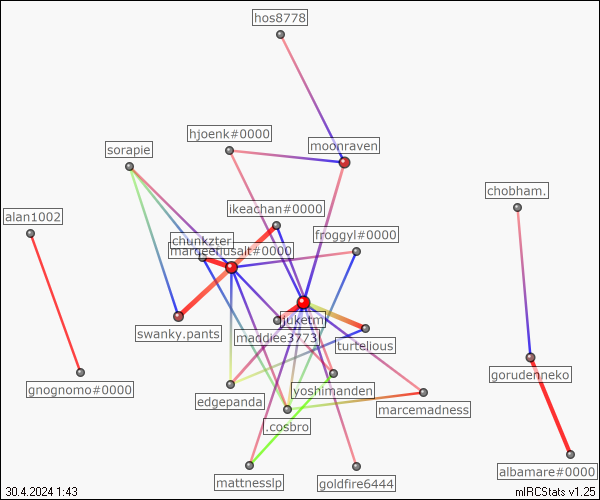 hos8778
hjoenk#0000
moonraven
sorapie
chobham.
ikeachan#0000
alan1002
froggyl#0000
chunkzter
margeetjusalt#0000
juketm
swanky.pants
maddiee3773
turtelious
gorudenneko
gnognomo#0000
yoshimanden
edgepanda
marcemadness
.cosbro
albamare#0000
mattnesslp
goldfire6444
30.4.2024 1:43
mIRCStats v1.25